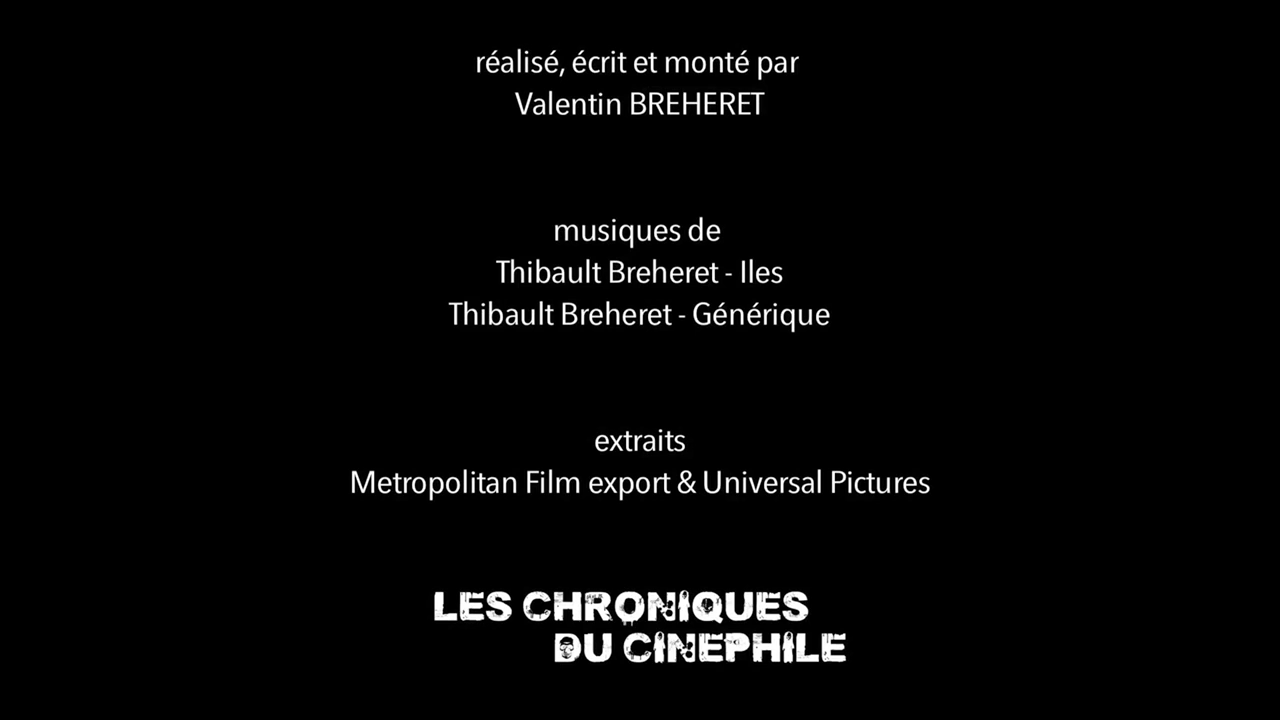 réalisé, écrit et monté par
Valentin BREHERET
musiques de
Thibault Breheret - Iles
Thibault Breheret - Générique
extraits
Metropolitan Film export & Universal Pictures
LES CHRONIQUES
DU CINEPHILE